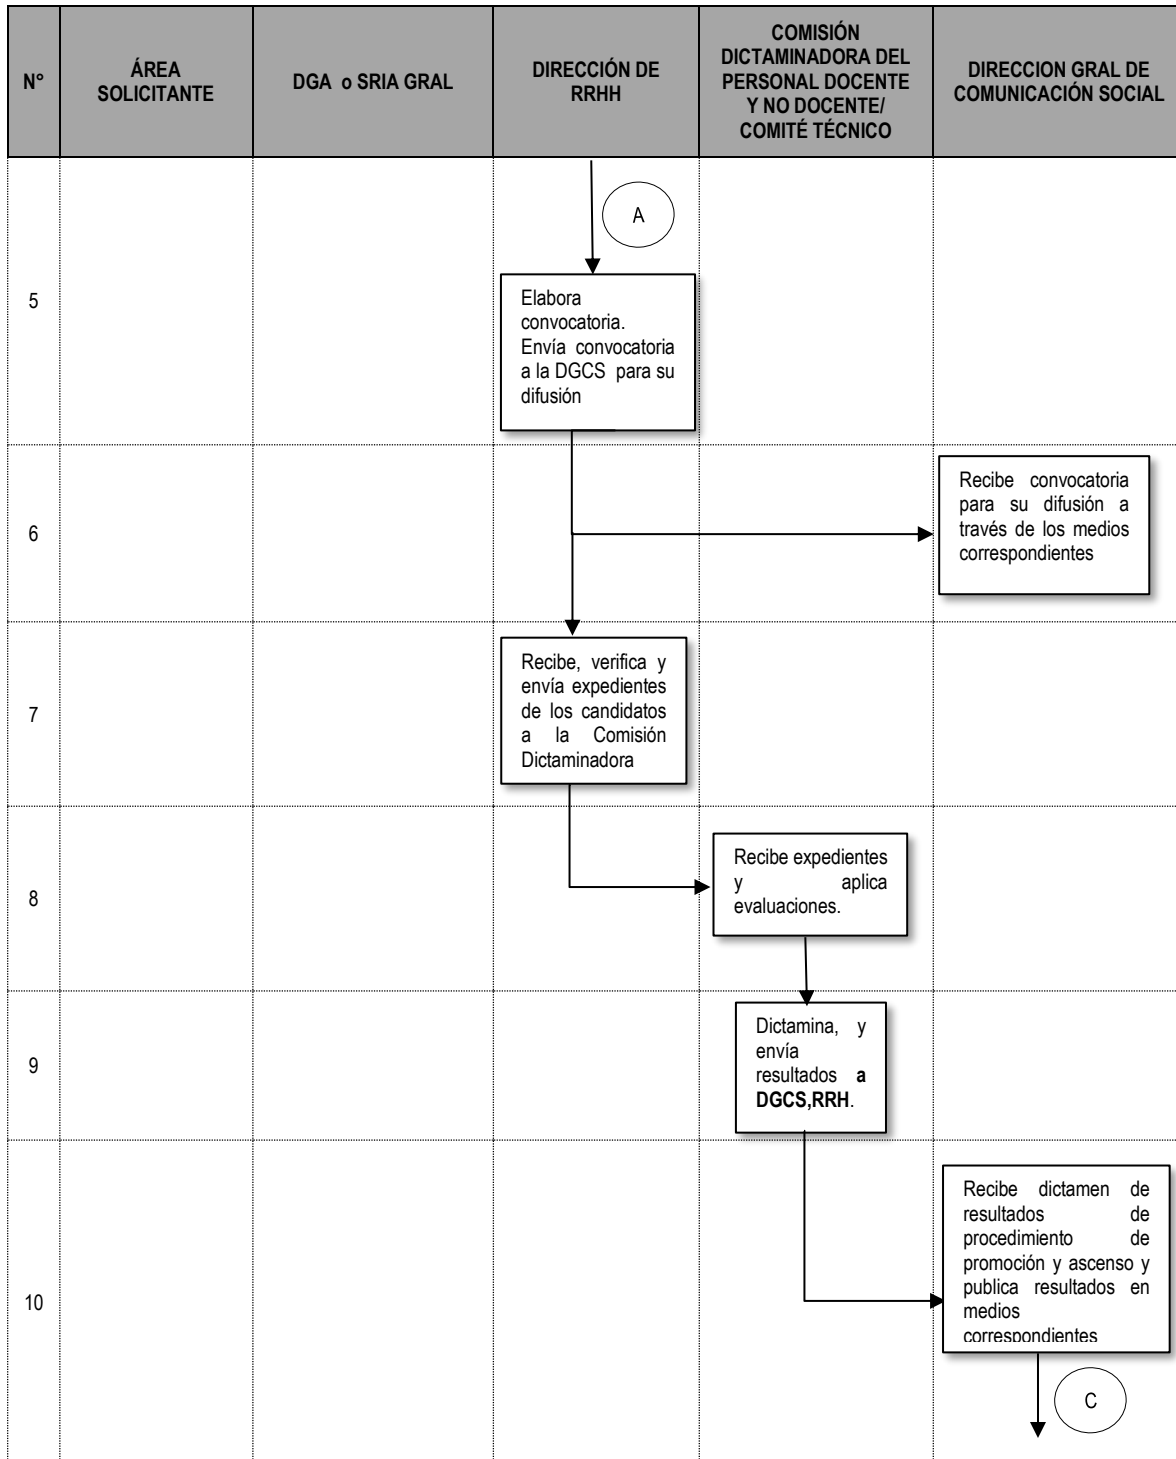 N°
ÁREA
SOLICITANTE
DGA o SRIA GRAL
DIRECCIÓN DE
RRHH
COMISIÓN
DICTAMINADORA DEL
PERSONAL DOCENTE
Y NO DOCENTE/
COMITÉ TÉCNICO
DIRECCION GRAL DE
COMUNICACIÓN SOCIAL
A
5
Elabora
convocatoria.
Envía convocatoria
a la DGCS para su
difusión
6
Recibe convocatoria
para su difusión a
través de los medios
correspondientes
7
Recibe, verifica y
envía expedientes
de los candidatos
a la Comisión
Dictaminadora
8
Recibe expedientes
y aplica
evaluaciones.
9
Dictamina, y
envía
resultados a
DGCS,RRH.
10
Recibe dictamen de
resultados de
procedimiento de
promoción y ascenso y
publica resultados en
medios
correspondientes
C